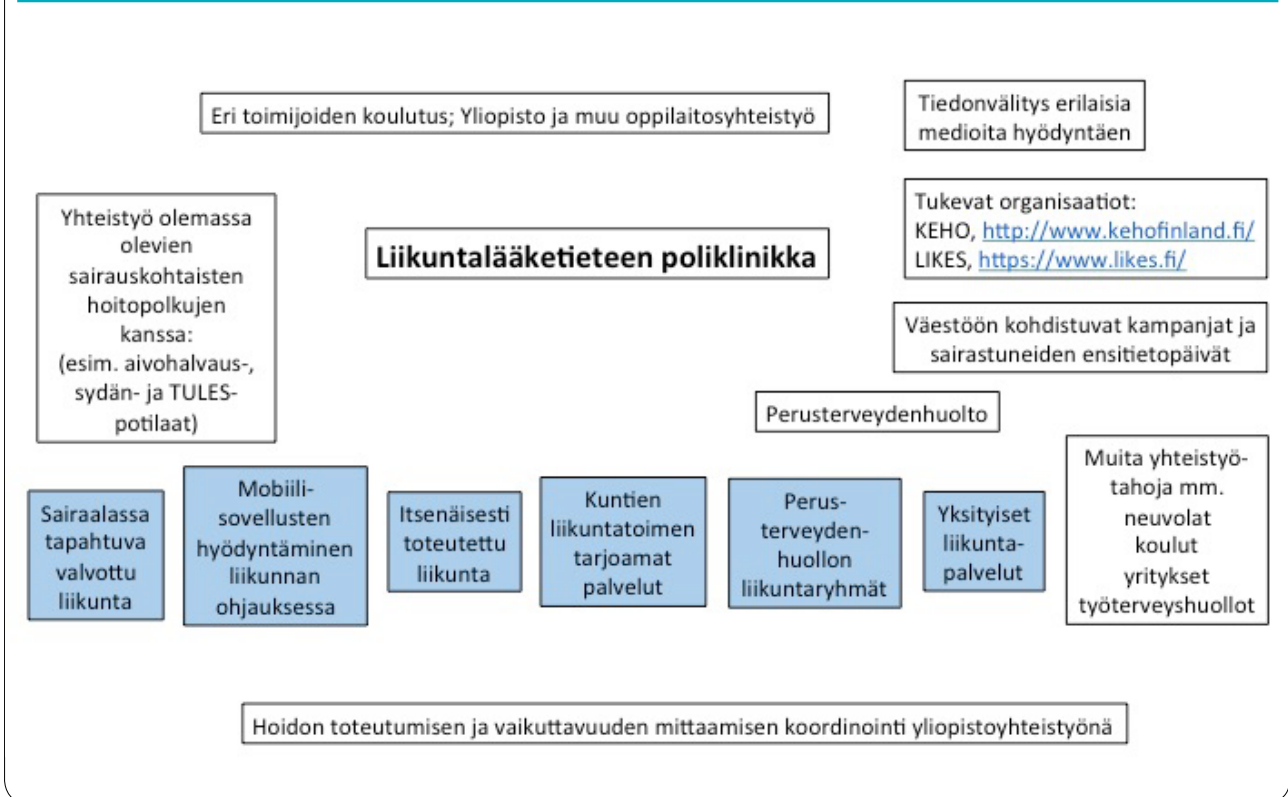 Eri toimijoiden koulutus; Yliopisto ja muu oppilaitosyhteistyö
Tiedonvälitys erilaisia
medioita hyödyntäen
Yhteistyö olemassa
olevien
sairauskohtaisten
hoitopolkujen
kanssa:
(esim. aivohalvaus-,
sydän- ja TULES-
potilaat)
Liikuntalääketieteen poliklinikka
Tukevat organisaatiot:
KEHO, http://www.kehofinland.fi/
LIKES, https://www.likes.fi/
Väestöön kohdistuvat kampanjat ja
sairastuneiden ensitietopäivät
Perusterveydenhuolto
Sairaalassa
tapahtuva
valvottu
liikunta
Mobiili-
sovellusten
hyödyntäminen
liikunnan
ohjauksessa
Itsenäisesti
toteutettu
liikunta
Kuntien
liikuntatoimen
tarjoamat
palvelut
Perus-
terveyden-
huollon
liikuntaryhmät
Yksityiset
liikunta-
palvelut
Muita yhteistyö-
tahoja mm.
neuvolat
koulut
yritykset
työterveyshuollot
Hoidon toteutumisen ja vaikuttavuuden mittaamisen koordinointi yliopistoyhteistyönä